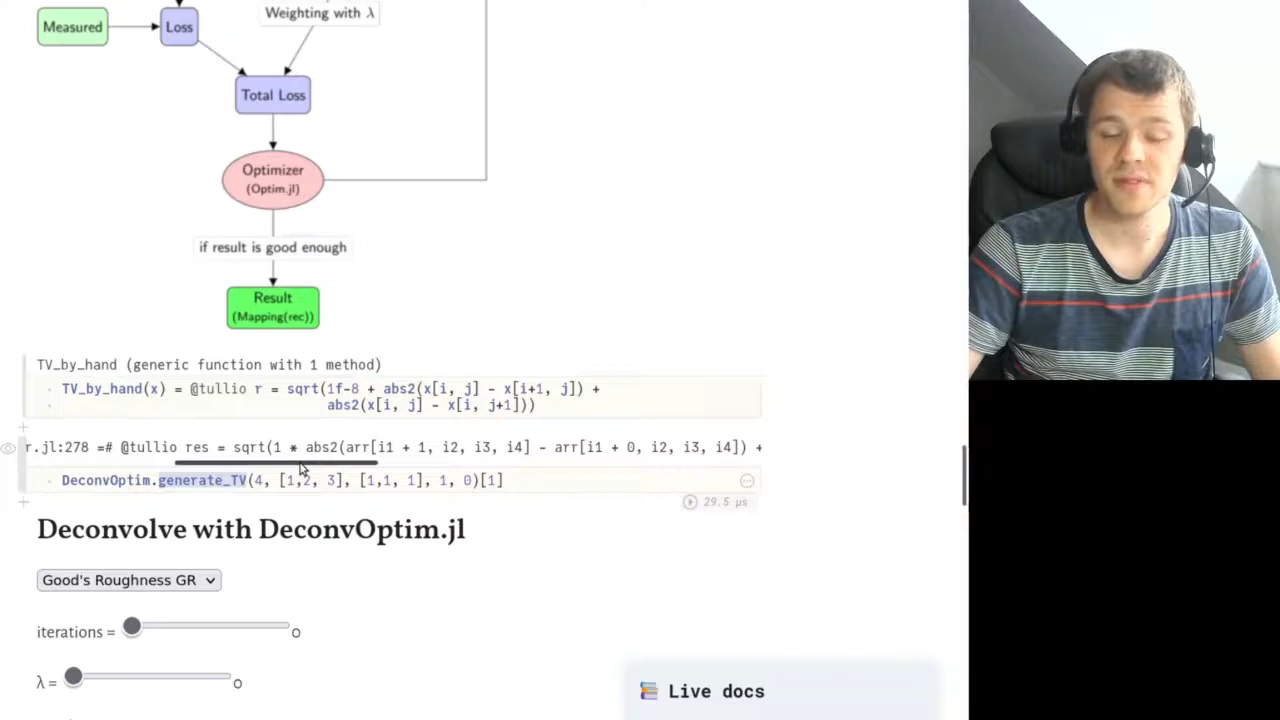 Weighting with λ
Measured
Loss
Total Loss
Optimizer
(Optim.jl)
if result is good enough
Result
(Mapping(rec))
TV_by_hand (generic function with 1 method)
TV_by_hand(x) = @tullio r = sqrt(1f-8 + abs2(x[i, j] - x[i+1, j]) +
abs2(x[i, j] - x[i, j+1]))
r.jl:278 =# @tullio res = sqrt(1 * abs2(arr[i1 + 1, i2, i3, i4] - arr[i1 + 0, i2, i3, i4]) +
DeconvOptim.generate_TV(4, [1,2, 3], [1,1, 1], 1, 0)[1]
29.5 μs
Deconvolve with DeconvOptim.jl
Good's Roughness GR
iterations = 0
λ = 0
Live docs